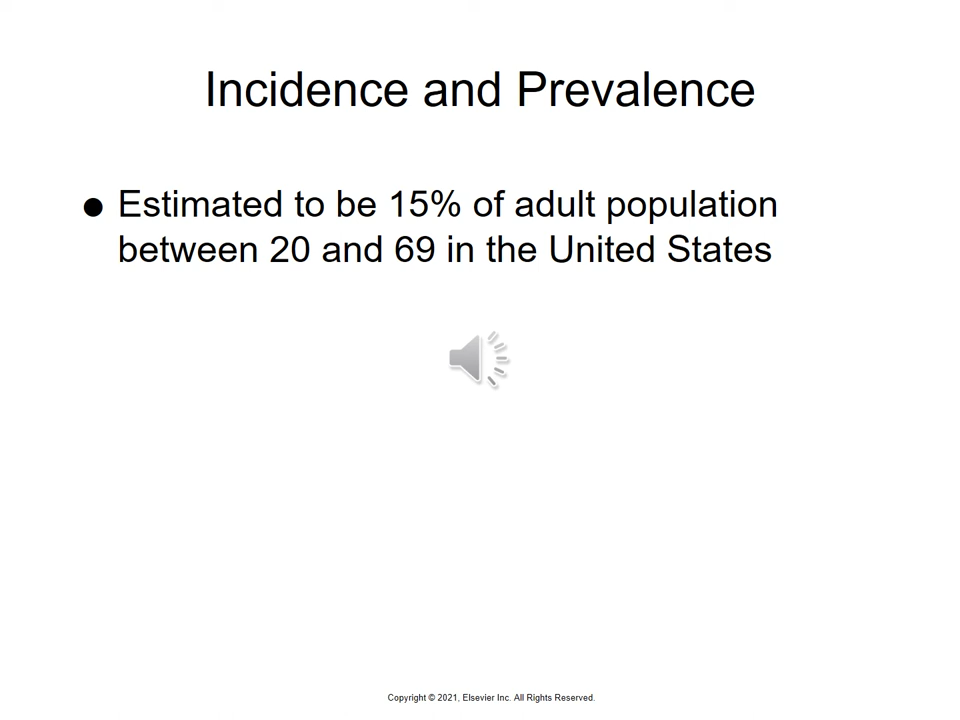 Incidence and Prevalence
● Estimated to be 15% of adult population
between 20 and 69 in the United States
Copyright © 2021, Elsevier Inc. All Rights Reserved.